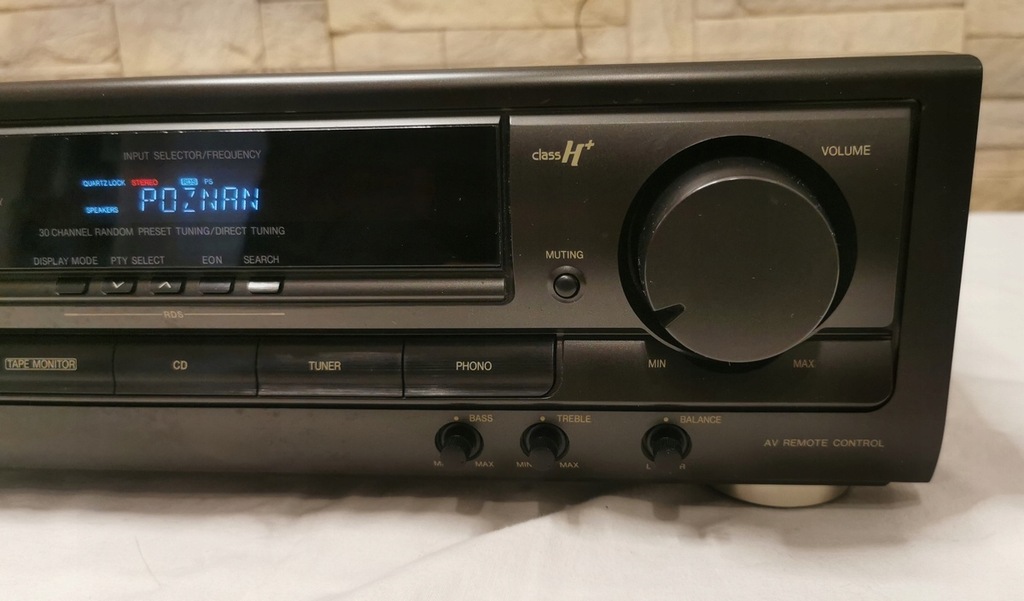 INPUT SELECTOR/FREQUENCY
QUARTZ LOCK STEREO RDS PS
SPEAKERS POZNAN
30 CHANNEL RANDOM PRESET TUNING/DIRECT TUNING
DISPLAY MODE PTY SELECT EON SEARCH
RDS
class H+
VOLUME
MUTING
MIN MAX
TAPE MONITOR CD TUNER PHONO
BASS TREBLE BALANCE
MAX MIN MAX
AV REMOTE CONTROL